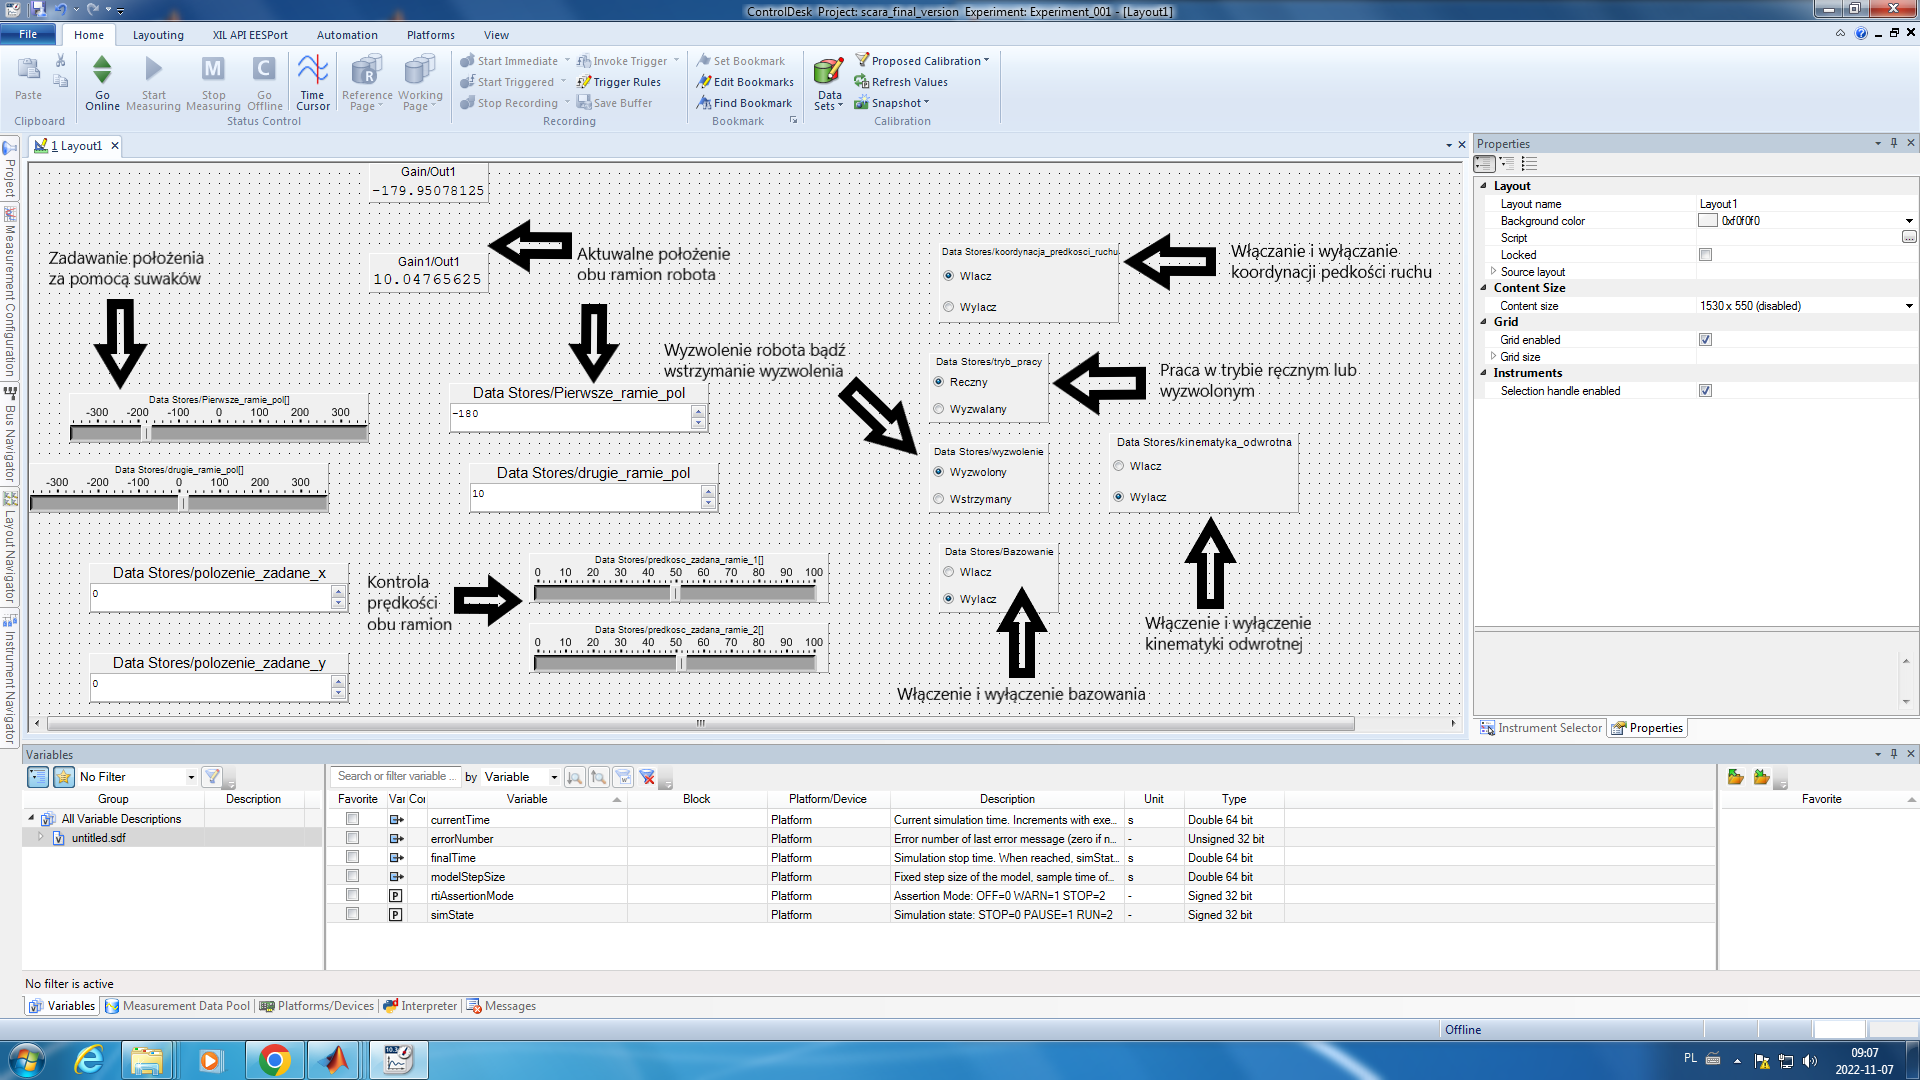 ControlDesk Project: scara_final_version Experiment: Experiment_001 - [Layout1]
File Home Layouting XIL API EESPort Automation Platforms View
Paste
Clipboard
Go Online
Start Measuring
Stop Measuring
Go Offline
Time Cursor
Reference Page
Working Page
Status Control
Start Immediate
Start Triggered
Stop Recording
Invoke Trigger
Trigger Rules
Save Buffer
Recording
Set Bookmark
Edit Bookmarks
Find Bookmark
Bookmark
Data Sets
Proposed Calibration
Refresh Values
Snapshot
Calibration
Project
Measurement Configuration
Bus Navigator
Layout Navigator
Instrument Navigator
1 Layout1
Gain/Out1
-179.95078125
Gain1/Out1
10.04765625
Zadawanie położenia
za pomocą suwaków
Aktuwalne położenie
obu ramion robota
Data Stores/koordynacja_predkosci_ruchu
Wlacz
Wylacz
Włączanie i wyłączanie
koordynacji pedkości ruchu
Wyzwolenie robota bądź
wstrzymanie wyzwolenia
Data Stores/tryb_pracy
Reczny
Wyzwalany
Praca w trybie ręcznym lub
wyzwolonym
Data Stores/Pierwsze_ramie_pol[]
-300 -200 -100 0 100 200 300
Data Stores/Pierwsze_ramie_pol
-180
Data Stores/drugie_ramie_pol[]
-300 -200 -100 0 100 200 300
Data Stores/drugie_ramie_pol
10
Data Stores/wyzwolenie
Wyzwolony
Wstrzymany
Data Stores/kinematyka_odwrotna
Wlacz
Wylacz
Data Stores/polozenie_zadane_x
0
Data Stores/polozenie_zadane_y
0
Kontrola
prędkości
obu ramion
Data Stores/predkosc_zadana_ramie_1[]
0 10 20 30 40 50 60 70 80 90 100
Data Stores/predkosc_zadana_ramie_2[]
0 10 20 30 40 50 60 70 80 90 100
Data Stores/Bazowanie
Wlacz
Wylacz
Włączenie i wyłączenie
kinematyki odwrotnej
Włączenie i wyłączenie bazowania
Properties
Layout
Layout name Layout1
Background color 0xf0f0f0
Script
Locked
Source layout
Content Size
Content size 1530 x 550 (disabled)
Grid
Grid enabled
Grid size
Instruments
Selection handle enabled
Instrument Selector Properties
Variables
No Filter
Group Description
All Variable Descriptions
untitled.sdf
Search or filter variable ... by Variable
Favorite Var Cor Variable Block Platform/Device Description Unit Type
currentTime Platform Current simulation time. Increments with exe... s Double 64 bit
errorNumber Platform Error number of last error message (zero if n... - Unsigned 32 bit
finalTime Platform Simulation stop time. When reached, simStat... s Double 64 bit
modelStepSize Platform Fixed step size of the model, sample time of... s Double 64 bit
P rtiAssertionMode Platform Assertion Mode: OFF=0 WARN=1 STOP=2 - Signed 32 bit
P simState Platform Simulation state: STOP=0 PAUSE=1 RUN=2 - Signed 32 bit
Favorite
No filter is active
Variables Measurement Data Pool Platforms/Devices Interpreter Messages
Offline
PL
09:07
2022-11-07